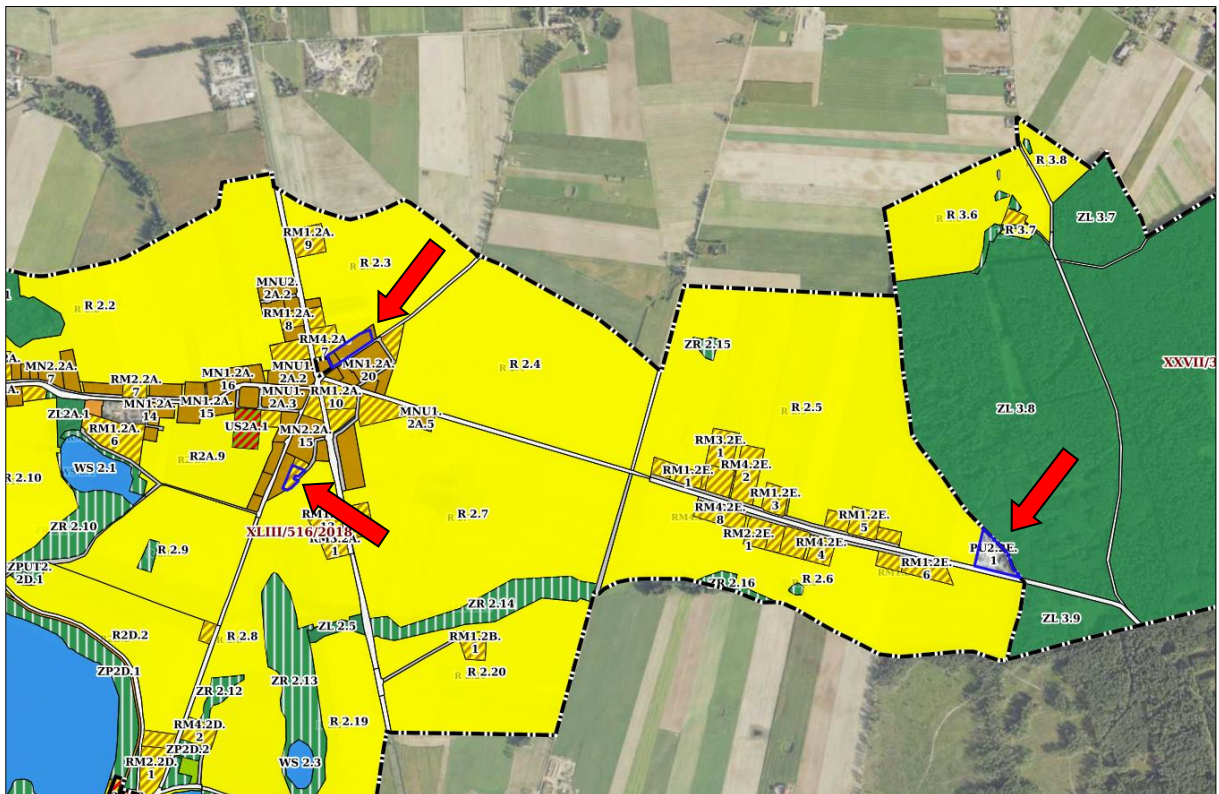 R 3.8
R 3.6
ZL 3.7
R 3.7
RM1.2A.
9
R 2.3
MNU2.
2A.2
R 2.2
RM1.2A.
8
RM4.2A.
7
ZR 2.15
XXVII/3
MN2.2A.
7
MN1.2A.
16
MNU1.
2A.2
MN1.2A.
20
R 2.4
RM2.2A.
7
MN1.2A.
14
MN1.2A.
15
MNU1.
2A.3
RM1.2A.
10
MNU1.
2A.5
R 2.5
ZL 3.8
ZL2A.1
US2A.1
RM1.2A.
6
MN2.2A.
15
RM3.2E.
1
RM4.2E.
2
R2A.9
WS 2.1
R 2.10
RM1.2E.
1
RM1.2E.
3
RM4.2E.
8
RM1.2E.
5
R 2.7
ZR 2.10
XLIII/516/2018
RM2.2E.
1
RM4.2E.
4
PU2.2E.
1
R 2.9
RM3.2A.
1
RM1.2E.
6
ZPUT2.
2D.1
ZR 2.16
R 2.6
ZR 2.14
ZL 3.9
ZL 2.5
R2D.2
R 2.8
RM1.2B.
1
ZP2D.1
R 2.20
ZR 2.13
ZR 2.12
R 2.19
RM4.2D.
2
ZP2D.2
RM2.2D.
1
WS 2.3